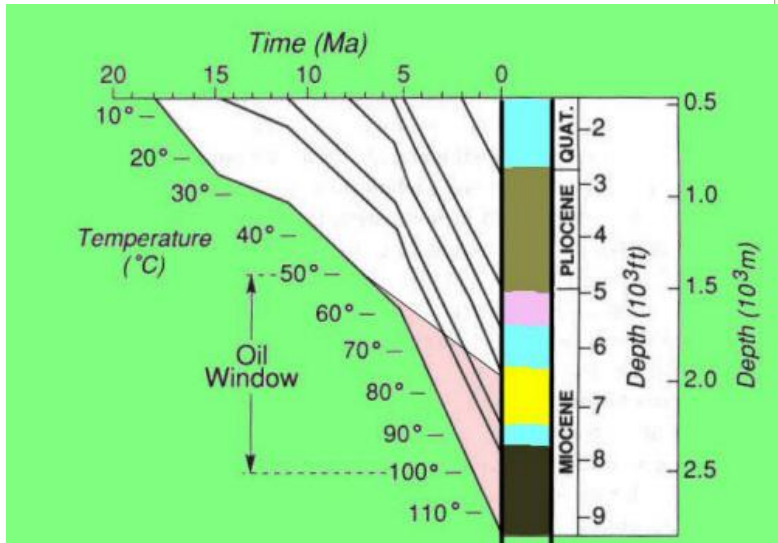 Time (Ma)
20 15 10 5 0
10°
20°
30°
40°
50°
60°
70°
80°
90°
100°
110°
Temperature
(°C)
Oil
Window
QUAT.
PLIOCENE
MIOCENE
2
3
4
5
6
7
8
9
Depth (10³ft)
0.5
1.0
1.5
2.0
2.5
Depth (10³m)